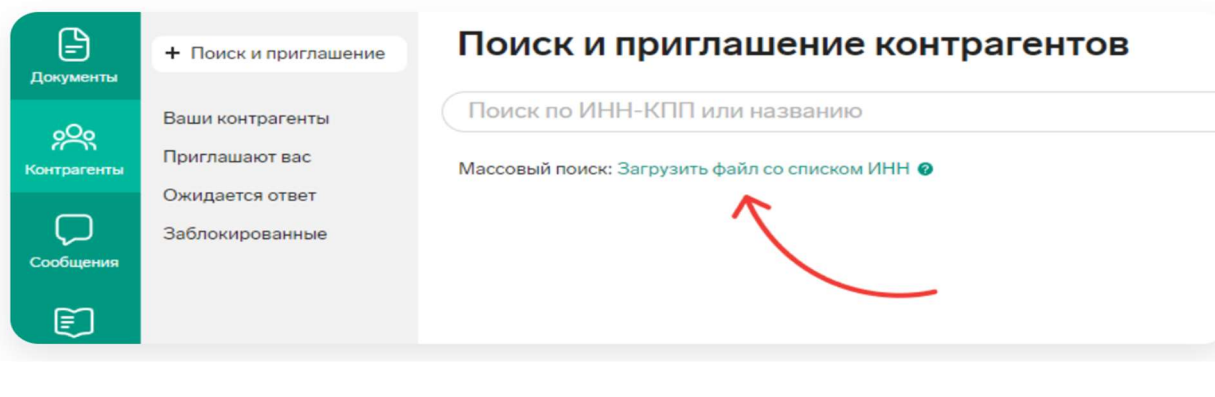 Документы
Контрагенты
Сообщения
+ Поиск и приглашение
Ваши контрагенты
Приглашают вас
Ожидается ответ
Заблокированные
Поиск и приглашение контрагентов
Поиск по ИНН-КПП или названию
Массовый поиск: Загрузить файл со списком ИНН ?